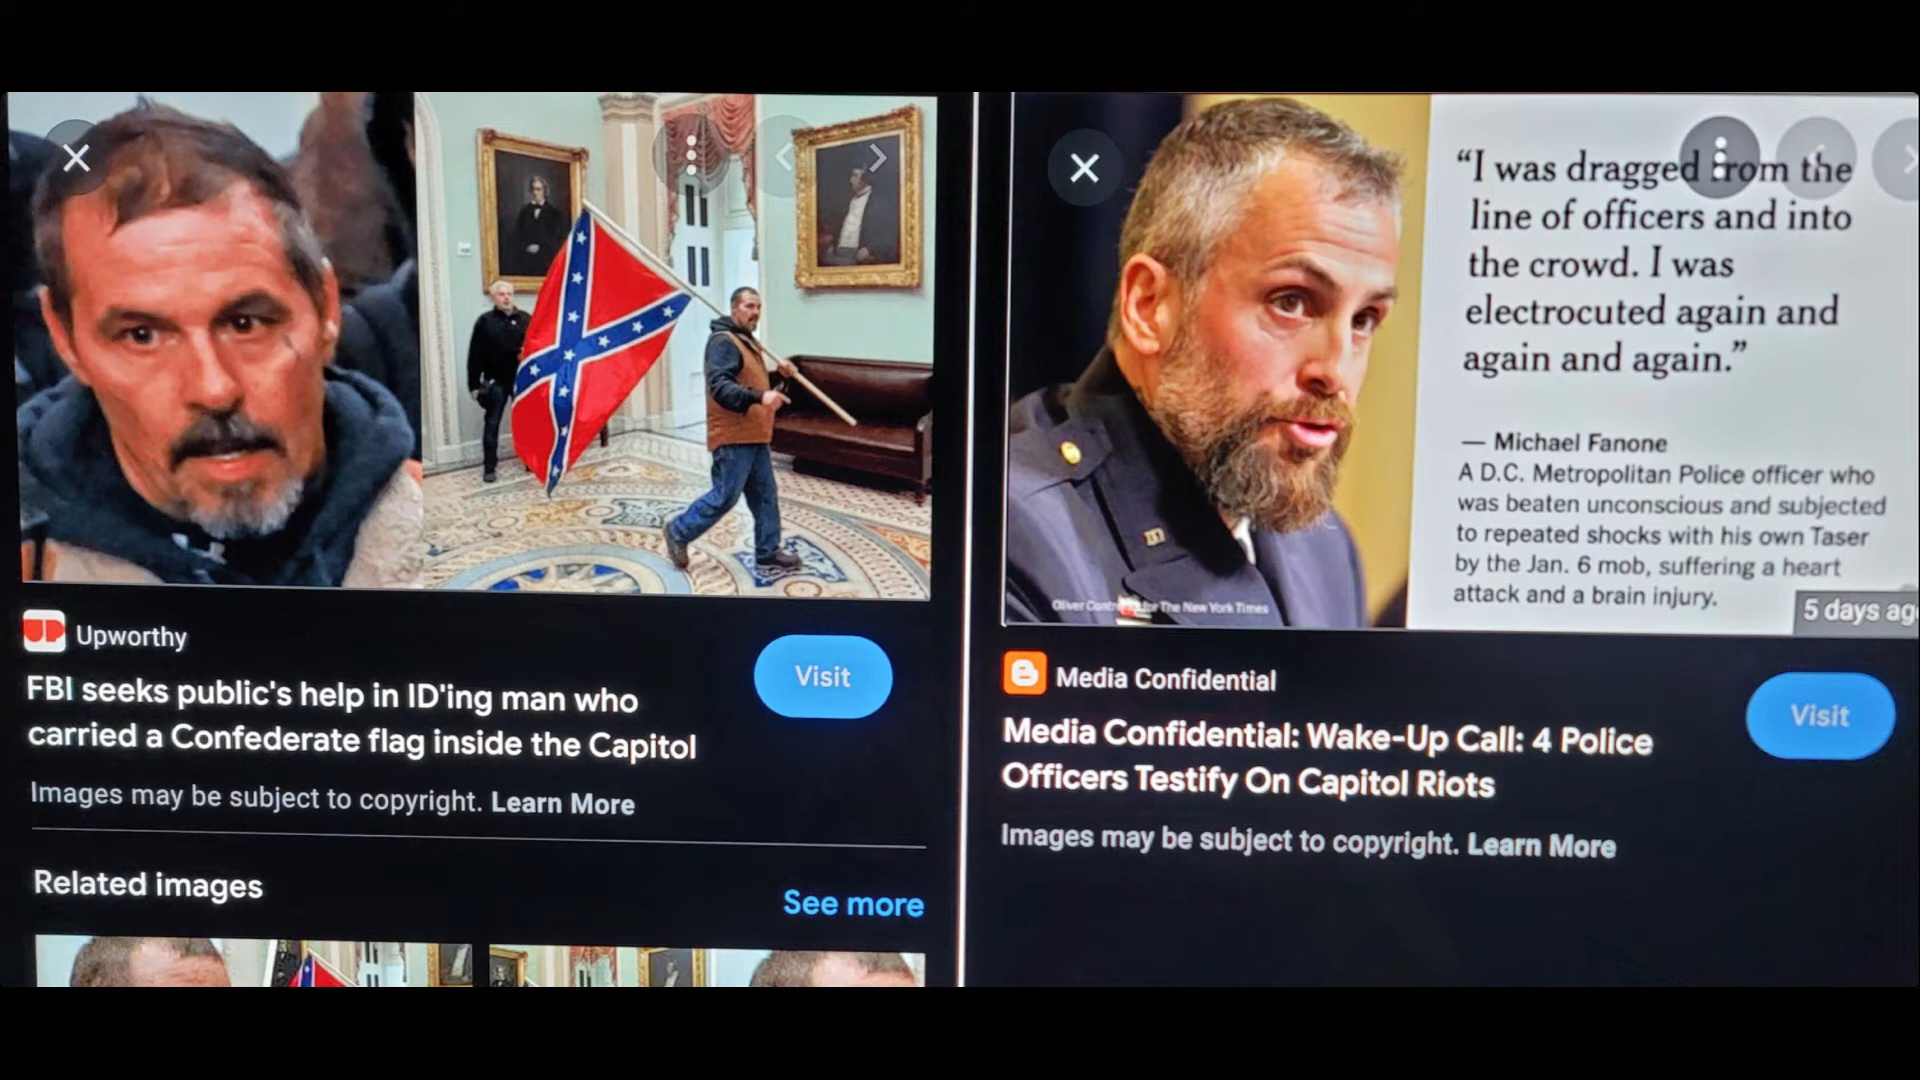 Upworthy
FBI seeks public's help in ID'ing man who
carried a Confederate flag inside the Capitol
Visit
Images may be subject to copyright. Learn More
Related images
See more
“I was dragged from the
line of officers and into
the crowd. I was
electrocuted again and
again and again.”
— Michael Fanone
A D.C. Metropolitan Police officer who
was beaten unconscious and subjected
to repeated shocks with his own Taser
by the Jan. 6 mob, suffering a heart
attack and a brain injury.
for The New York Times
5 days ag
Media Confidential
Media Confidential: Wake-Up Call: 4 Police
Officers Testify On Capitol Riots
Visit
Images may be subject to copyright. Learn More